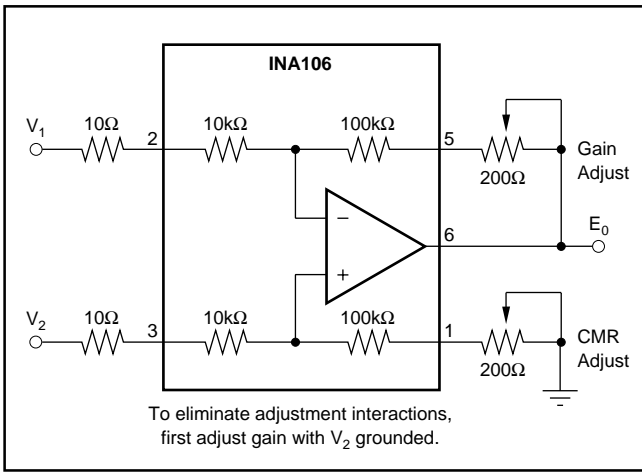 INA106
V1
10Ω
2
10kΩ
100kΩ
5
200Ω
Gain
Adjust
−
+
6
E0
V2
10Ω
3
10kΩ
100kΩ
1
200Ω
CMR
Adjust
To eliminate adjustment interactions,
first adjust gain with V2 grounded.